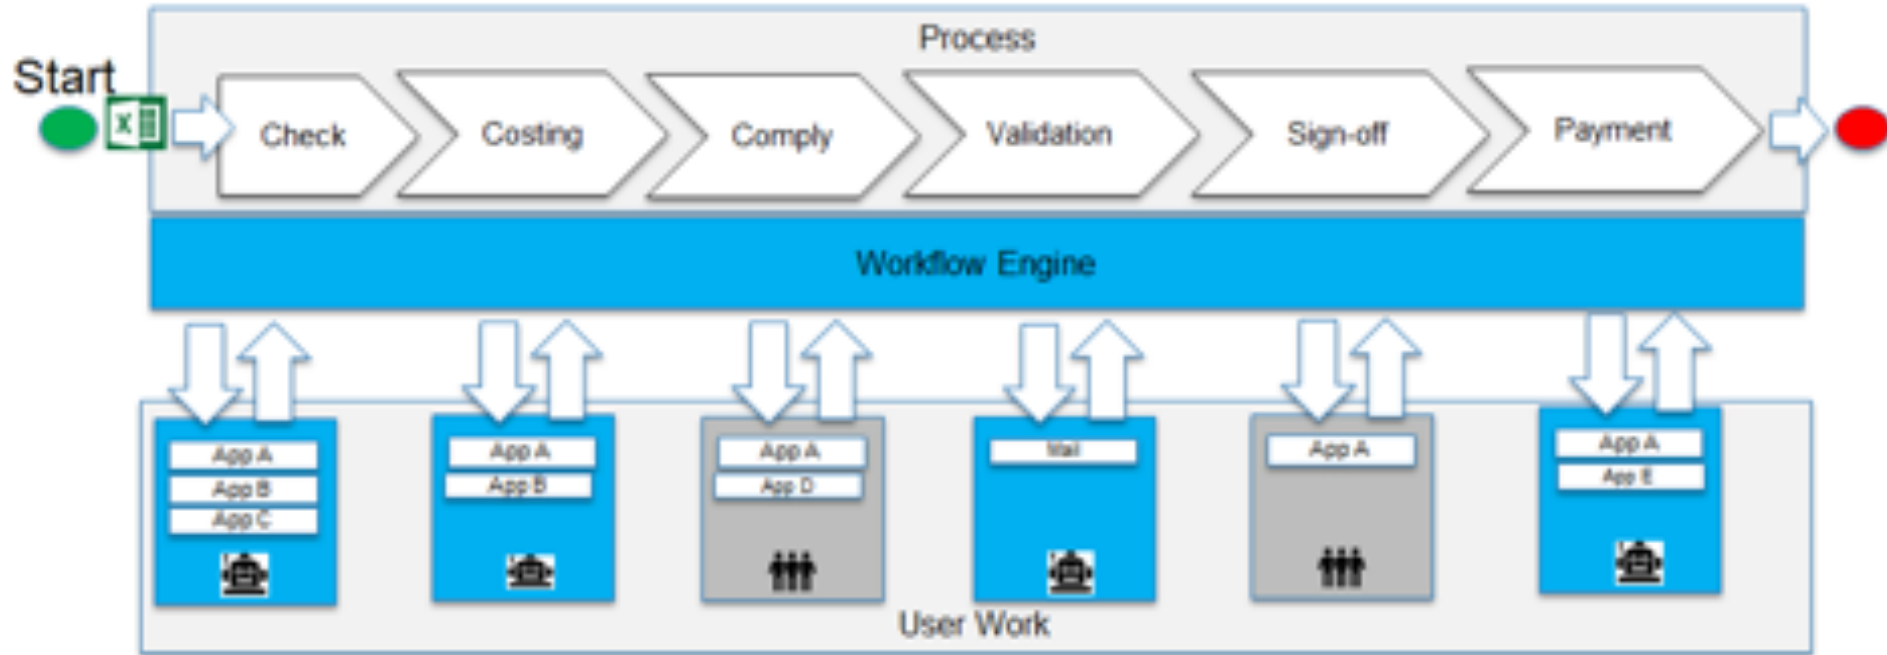 Process
Start
X
Check
Costing
Comply
Validation
Sign-off
Payment
Workflow Engine
App A
App B
App C
App A
App B
App A
App D
Mail
App A
App A
App E
User Work